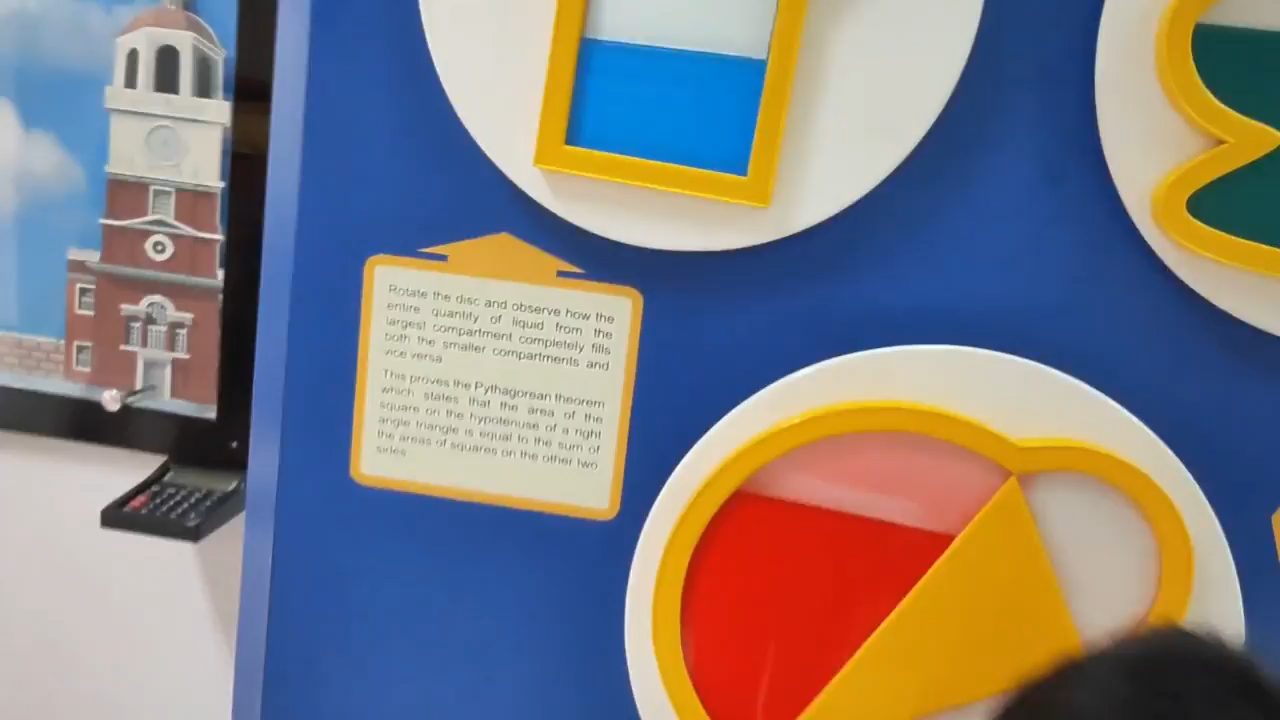 Rotate the disc and observe how the
entire quantity of liquid from the
largest compartment completely fills
both the smaller compartments and
vice versa
This proves the Pythagorean theorem
which states that the area of the
square on the hypotenuse of a right
angle triangle is equal to the sum of
the areas of squares on the other two
sides